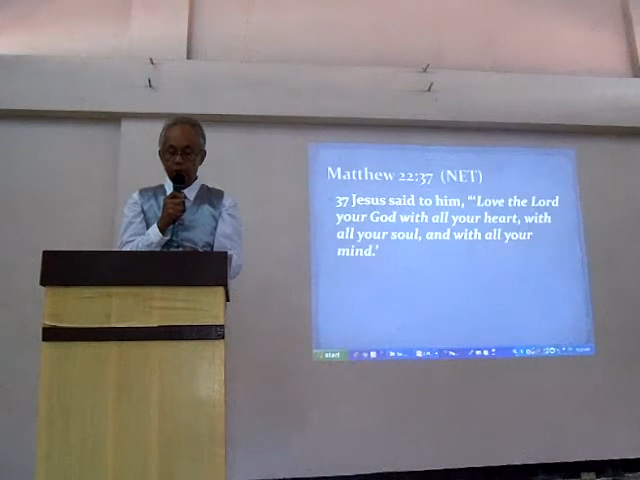 Matthew 22:37 (NET)
37 Jesus said to him, “‘Love the Lord
your God with all your heart, with
all your soul, and with all your
mind.’
start